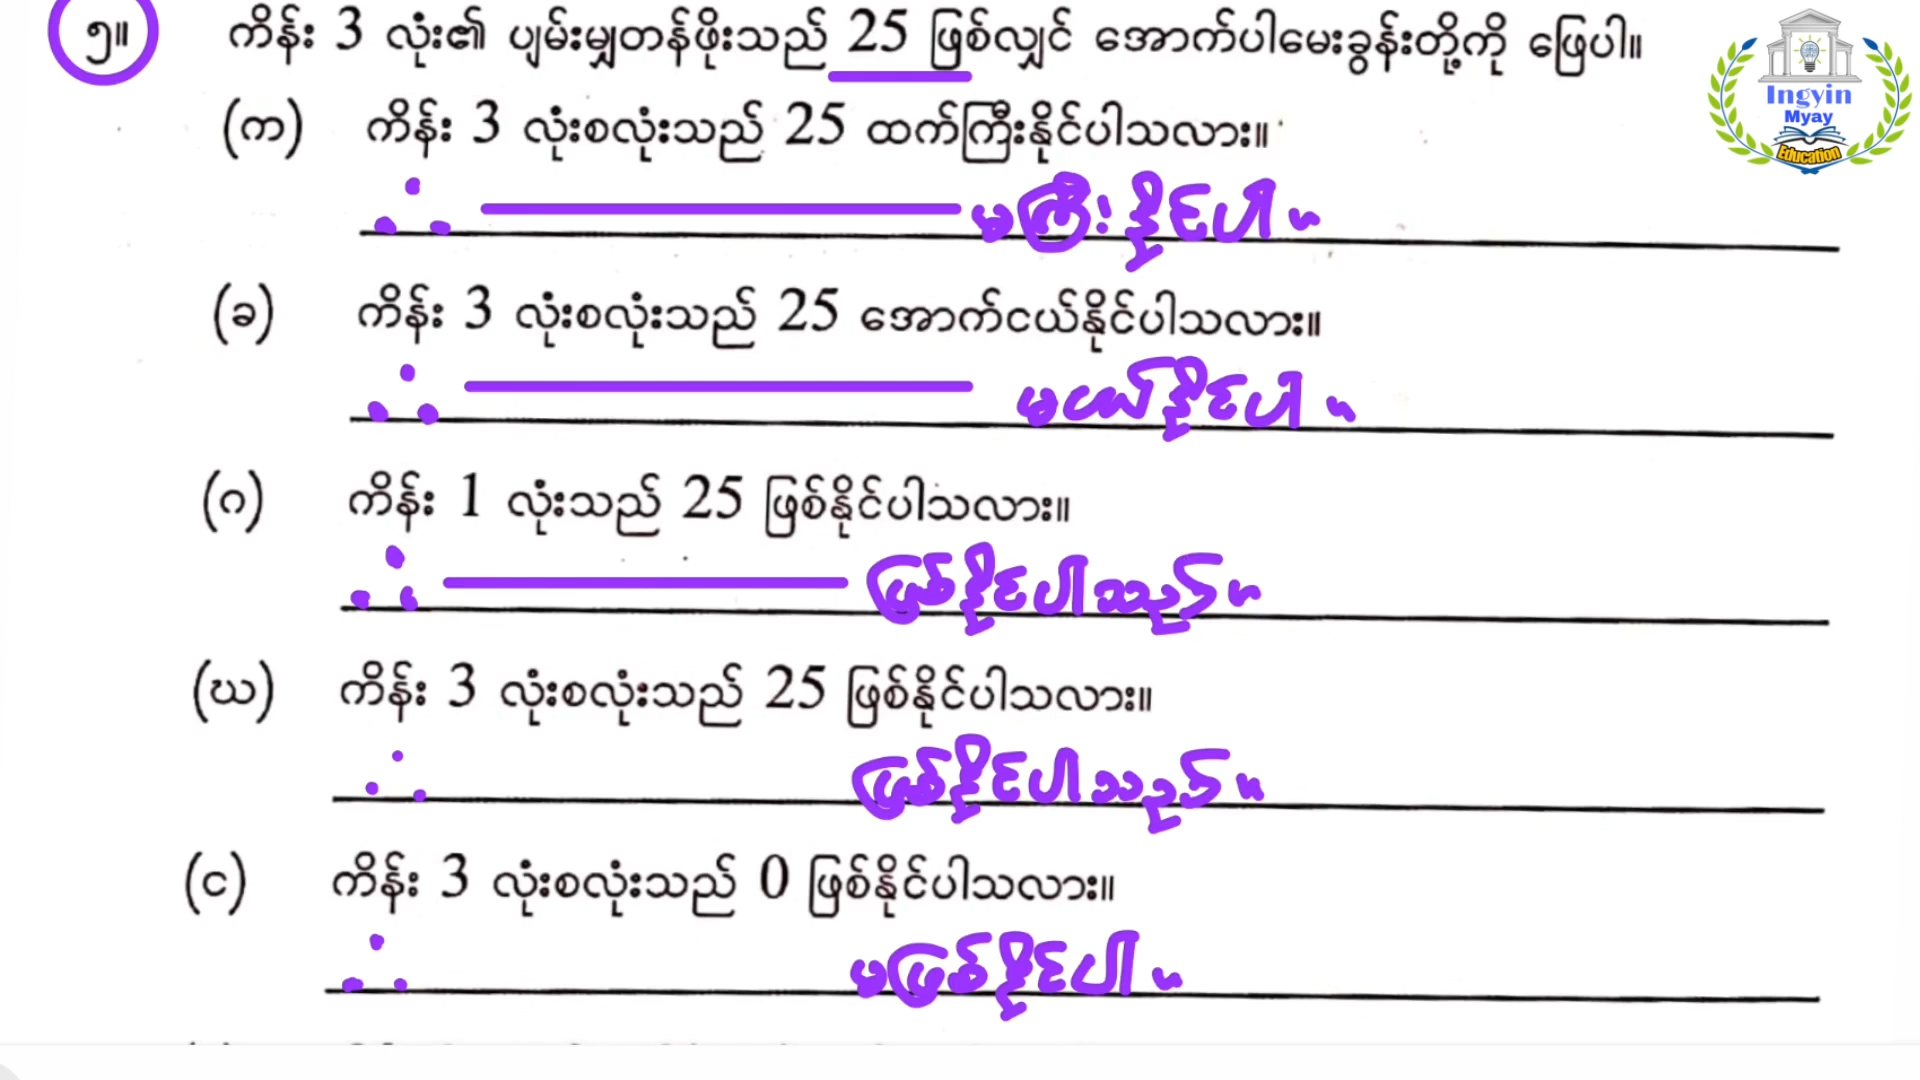 ၅။ ကိန်း 3 လုံး၏ ပျမ်းမျှတန်ဖိုးသည် 25 ဖြစ်လျှင် အောက်ပါမေးခွန်းတို့ကို ဖြေပါ။
Ingyin
Myay
Education
(က) ကိန်း 3 လုံးစလုံးသည် 25 ထက်ကြီးနိုင်ပါသလား။
∴ မကြီးနိုင်ပါ။
(ခ) ကိန်း 3 လုံးစလုံးသည် 25 အောက်ငယ်နိုင်ပါသလား။
∴ မငယ်နိုင်ပါ။
(ဂ) ကိန်း 1 လုံးသည် 25 ဖြစ်နိုင်ပါသလား။
∴ ဖြစ်နိုင်ပါသည်။
(ဃ) ကိန်း 3 လုံးစလုံးသည် 25 ဖြစ်နိုင်ပါသလား။
∴ ဖြစ်နိုင်ပါသည်။
(င) ကိန်း 3 လုံးစလုံးသည် 0 ဖြစ်နိုင်ပါသလား။
∴ မဖြစ်နိုင်ပါ။